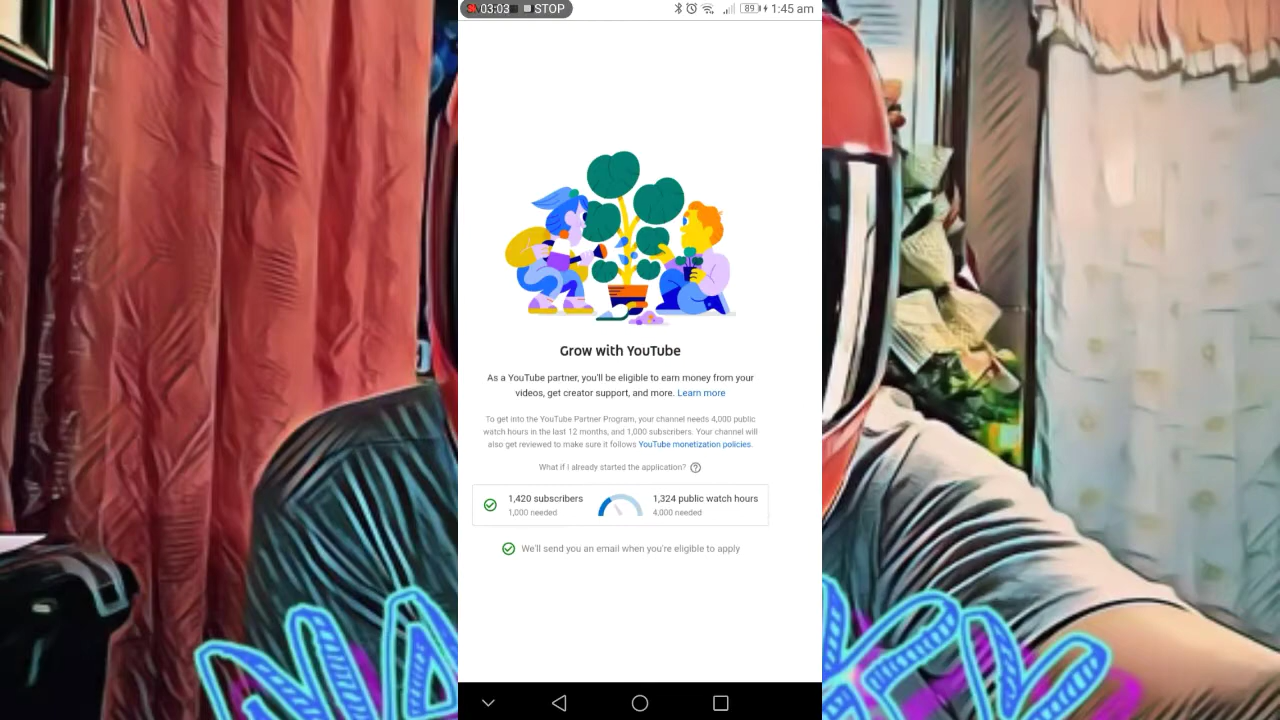 03:03 STOP 89 1:45 am
Grow with YouTube
As a YouTube partner, you'll be eligible to earn money from your
videos, get creator support, and more. Learn more
To get into the YouTube Partner Program, your channel needs 4,000 public
watch hours in the last 12 months, and 1,000 subscribers. Your channel will
also get reviewed to make sure it follows YouTube monetization policies.
What if I already started the application? ?
1,420 subscribers
1,000 needed
1,324 public watch hours
4,000 needed
We'll send you an email when you're eligible to apply